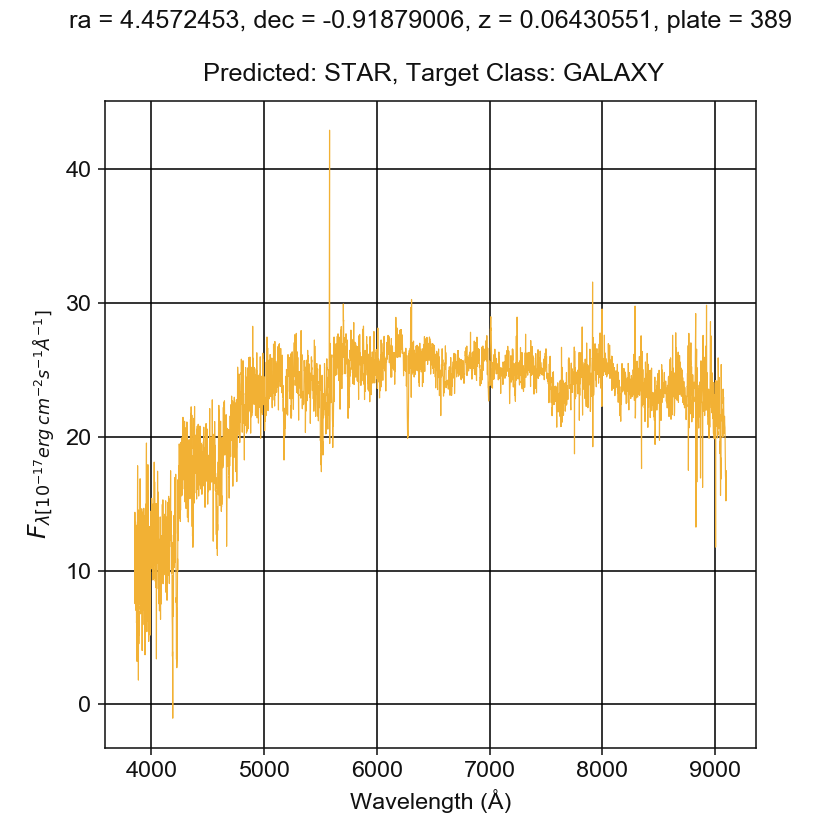 ra = 4.4572453, dec = -0.91879006, z = 0.06430551, plate = 389
Predicted: STAR, Target Class: GALAXY
40
30
20
10
0
F_{λ[10^{−17}erg cm^{−2}s^{−1}Å^{−1}]}
4000 5000 6000 7000 8000 9000
Wavelength (Å)